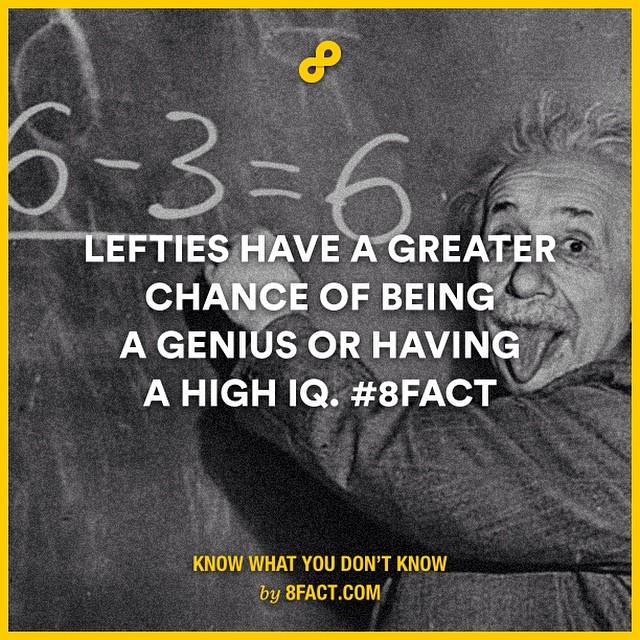 6-3=6
LEFTIES HAVE A GREATER
CHANCE OF BEING
A GENIUS OR HAVING
A HIGH IQ. #8FACT
KNOW WHAT YOU DON'T KNOW
by 8FACT.COM